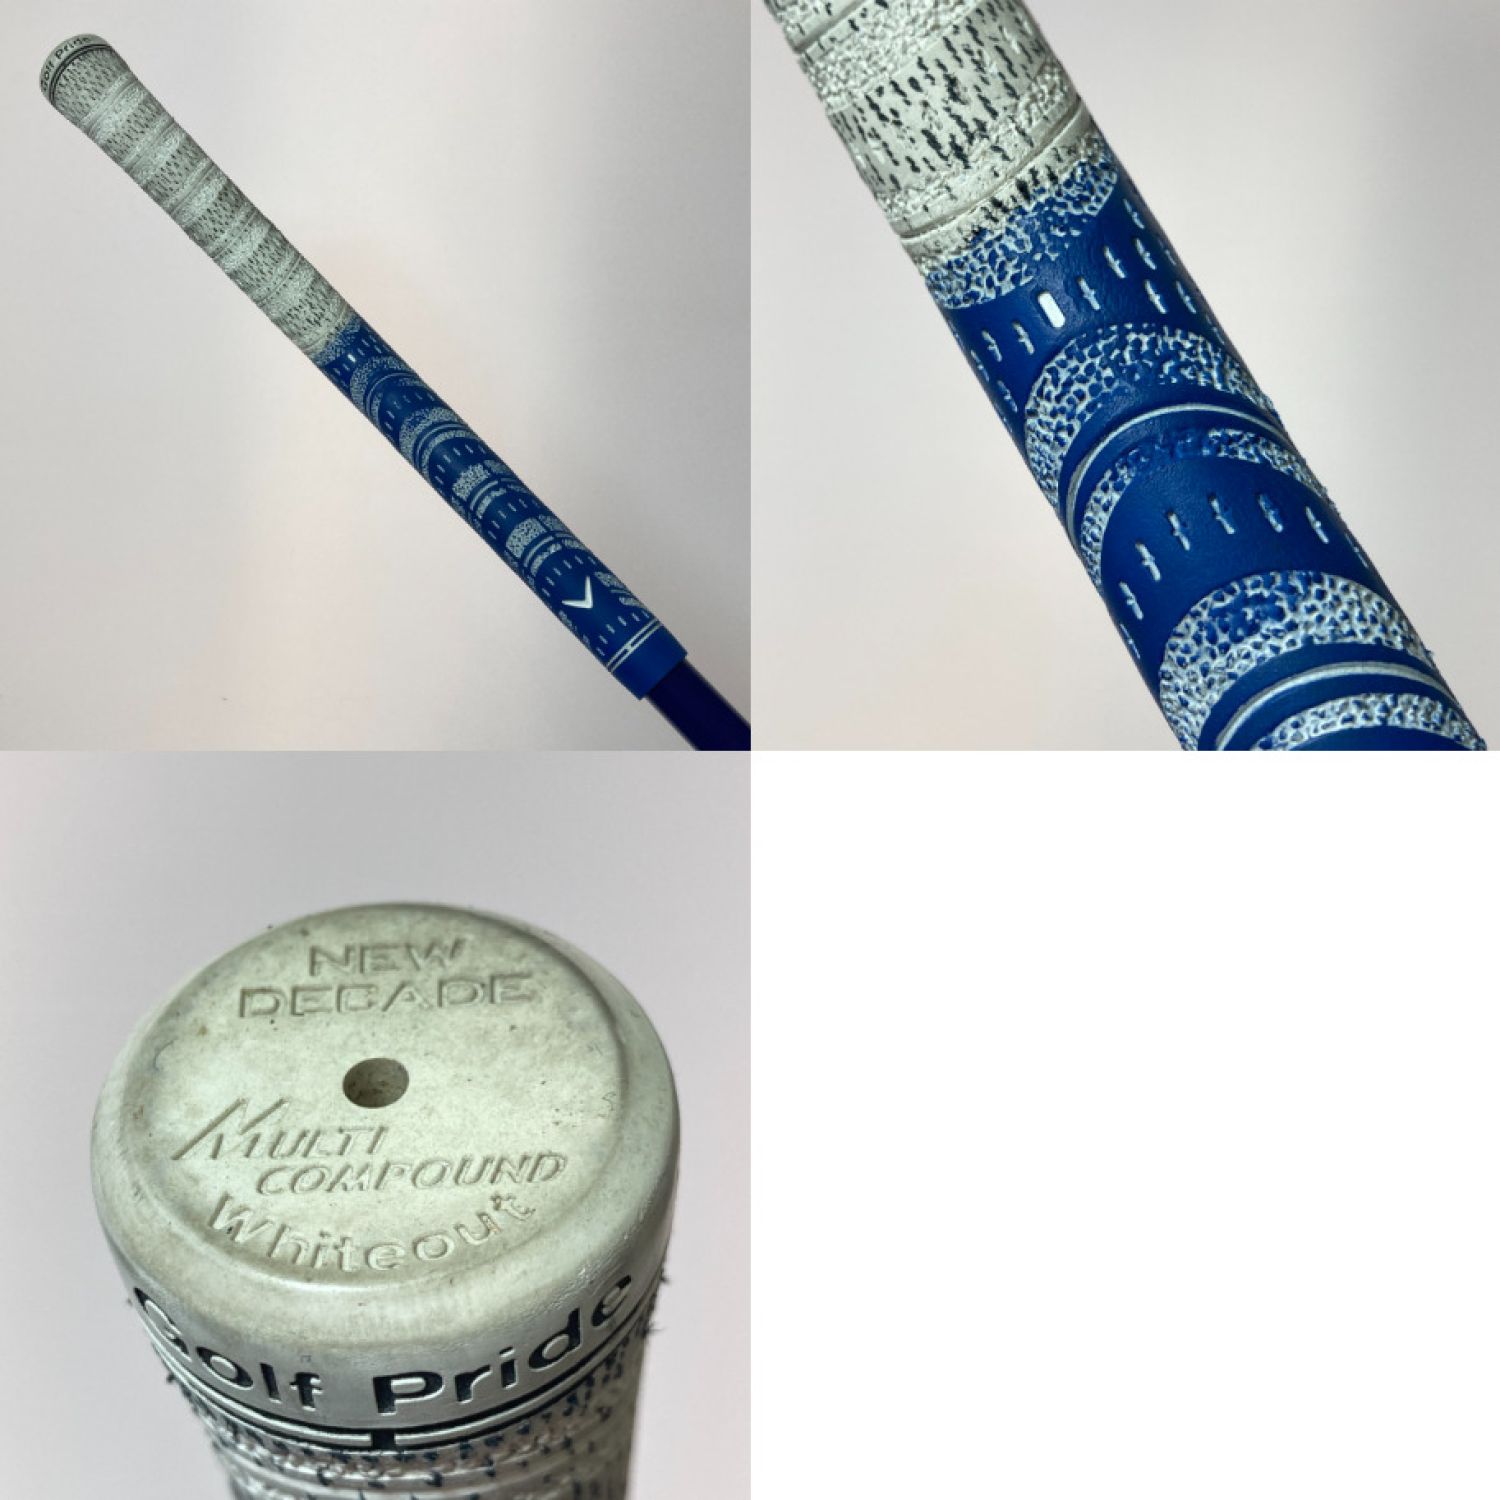 Golf Pride
NEW
DECADE
MULTI
COMPOUND
Whiteout
Golf Pride